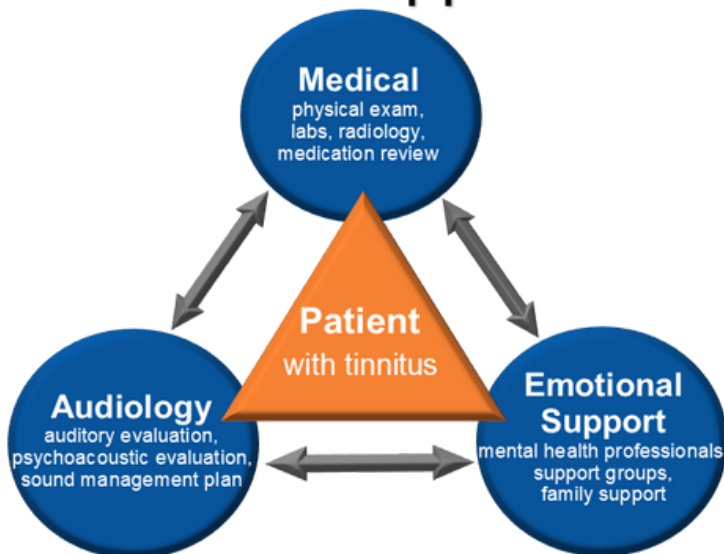 Medical
physical exam,
labs, radiology,
medication review
Patient
with tinnitus
Audiology
auditory evaluation,
psychoacoustic evaluation,
sound management plan
Emotional
Support
mental health professionals
support groups,
family support